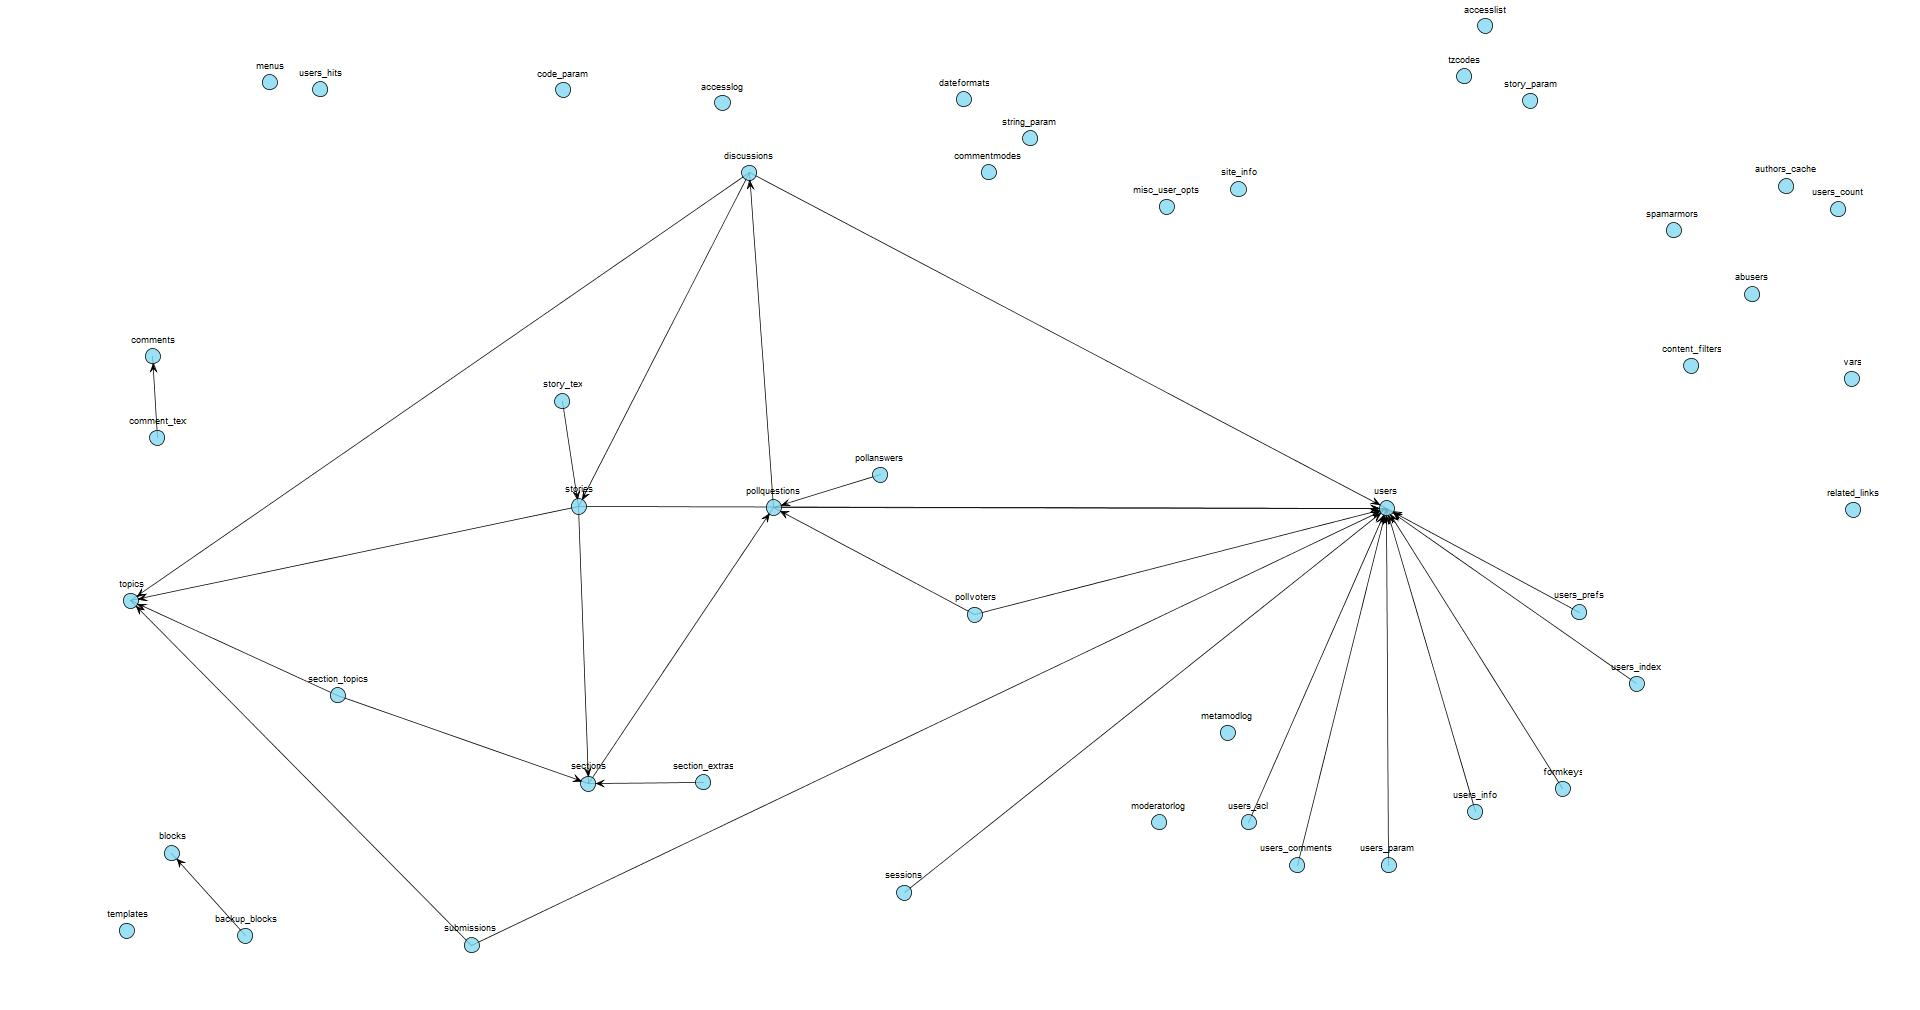 accesslist
menus
users_hits
code_param
accesslog
dateformats
tzcodes
story_param
string_param
discussions
commentmodes
misc_user_opts
site_info
authors_cache
users_count
spamarmors
abusers
comments
content_filters
vars
story_tex
comment_tex
pollanswers
stories
pollquestions
users
related_links
topics
pollvoters
users_prefs
section_topics
users_index
metamodlog
sections
section_extras
formkeys
moderatorlog
users_acl
users_info
blocks
users_comments
users_param
sessions
templates
backup_blocks
submissions